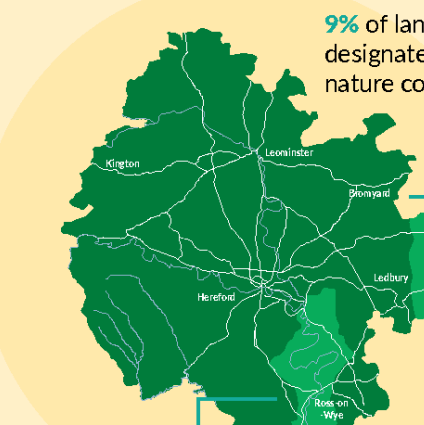 9% of lan
designate
nature co
Leominster
Kington
Bromyard
Ledbury
Hereford
Ross-on
-Wye